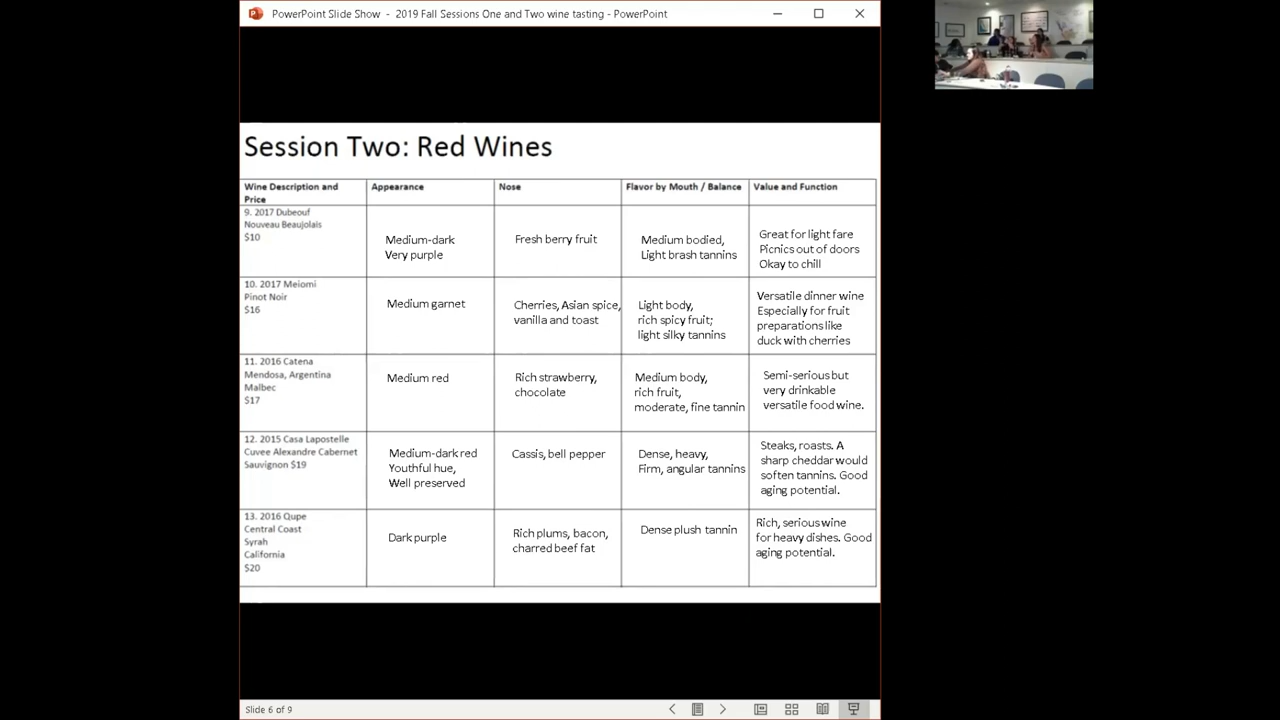 PowerPoint Slide Show - 2019 Fall Sessions One and Two wine tasting - PowerPoint
Session Two: Red Wines
Wine Description and
Price
Appearance
Nose
Flavor by Mouth / Balance
Value and Function
9. 2017 Dubeouf
Nouveau Beaujolais
$10
Medium-dark
Very purple
Fresh berry fruit
Medium bodied,
Light brash tannins
Great for light fare
Picnics out of doors
Okay to chill
10. 2017 Meiomi
Pinot Noir
$16
Medium garnet
Cherries, Asian spice,
vanilla and toast
Light body,
rich spicy fruit;
light silky tannins
Versatile dinner wine
Especially for fruit
preparations like
duck with cherries
11. 2016 Catena
Mendosa, Argentina
Malbec
$17
Medium red
Rich strawberry,
chocolate
Medium body,
rich fruit,
moderate, fine tannin
Semi-serious but
very drinkable
versatile food wine.
12. 2015 Casa Lapostelle
Cuvee Alexandre Cabernet
Sauvignon $19
Medium-dark red
Youthful hue,
Well preserved
Cassis, bell pepper
Dense, heavy,
Firm, angular tannins
Steaks, roasts. A
sharp cheddar would
soften tannins. Good
aging potential.
13. 2016 Qupe
Central Coast
Syrah
California
$20
Dark purple
Rich plums, bacon,
charred beef fat
Dense plush tannin
Rich, serious wine
for heavy dishes. Good
aging potential.
Slide 6 of 9